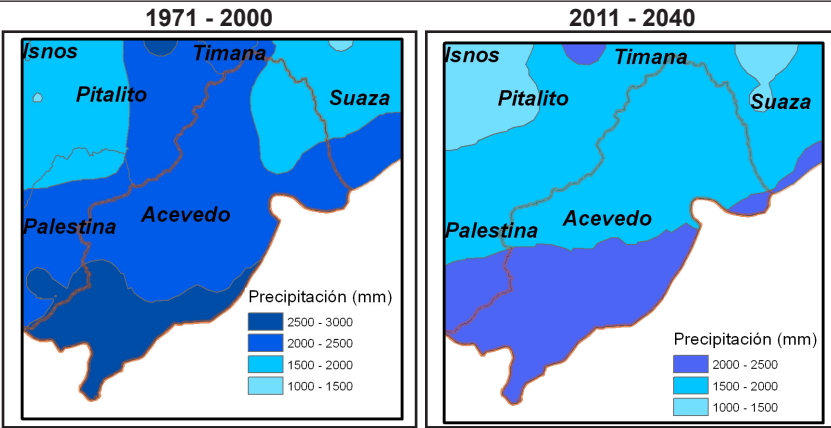 1971 - 2000
Isnos
Timana
Pitalito
Suaza
Acevedo
Palestina
Precipitación (mm)
2500 - 3000
2000 - 2500
1500 - 2000
1000 - 1500
2011 - 2040
Isnos
Timana
Pitalito
Suaza
Acevedo
Palestina
Precipitación (mm)
2000 - 2500
1500 - 2000
1000 - 1500